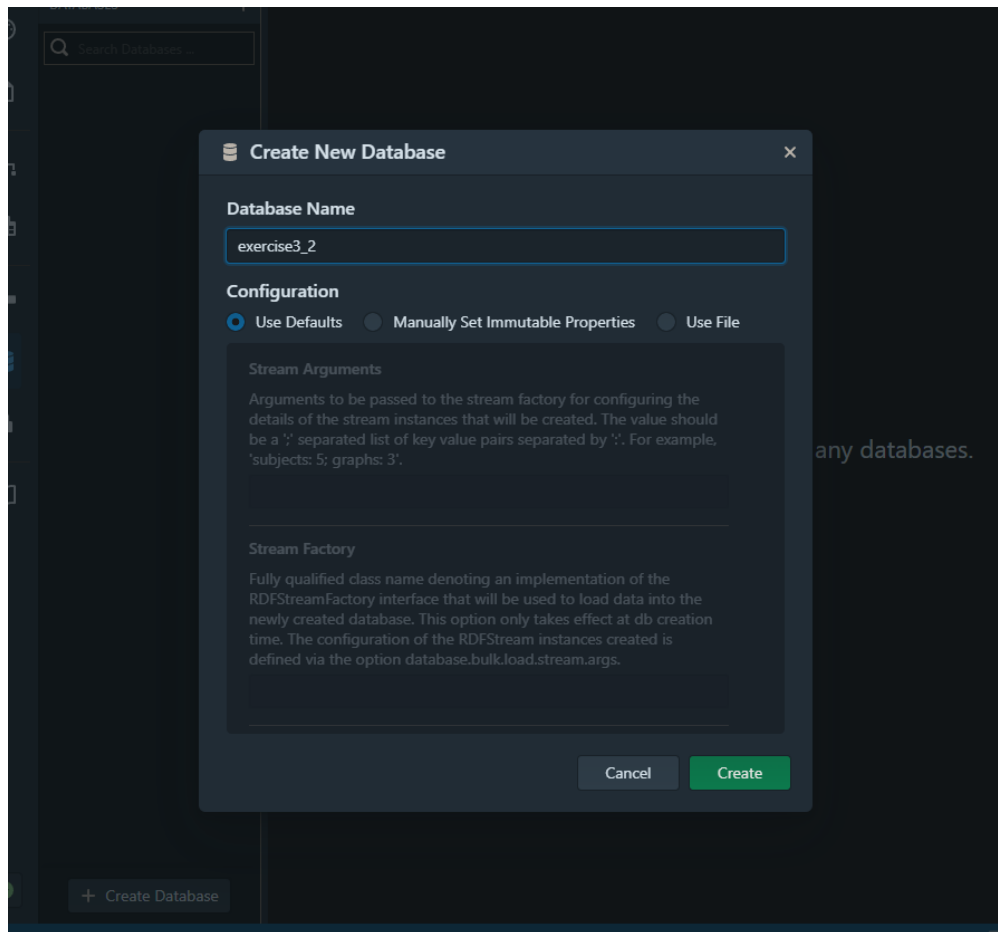 DATABASES
Search Databases ...
Create New Database
Database Name
exercise3_2
Configuration
Use Defaults Manually Set Immutable Properties Use File
Stream Arguments
Arguments to be passed to the stream factory for configuring the
details of the stream instances that will be created. The value should
be a ';' separated list of key value pairs separated by ':'. For example,
'subjects: 5; graphs: 3'.
any databases.
Stream Factory
Fully qualified class name denoting an implementation of the
RDFStreamFactory interface that will be used to load data into the
newly created database. This option only takes effect at db creation
time. The configuration of the RDFStream instances created is
defined via the option database.bulk.load.stream.args.
Cancel Create
+ Create Database